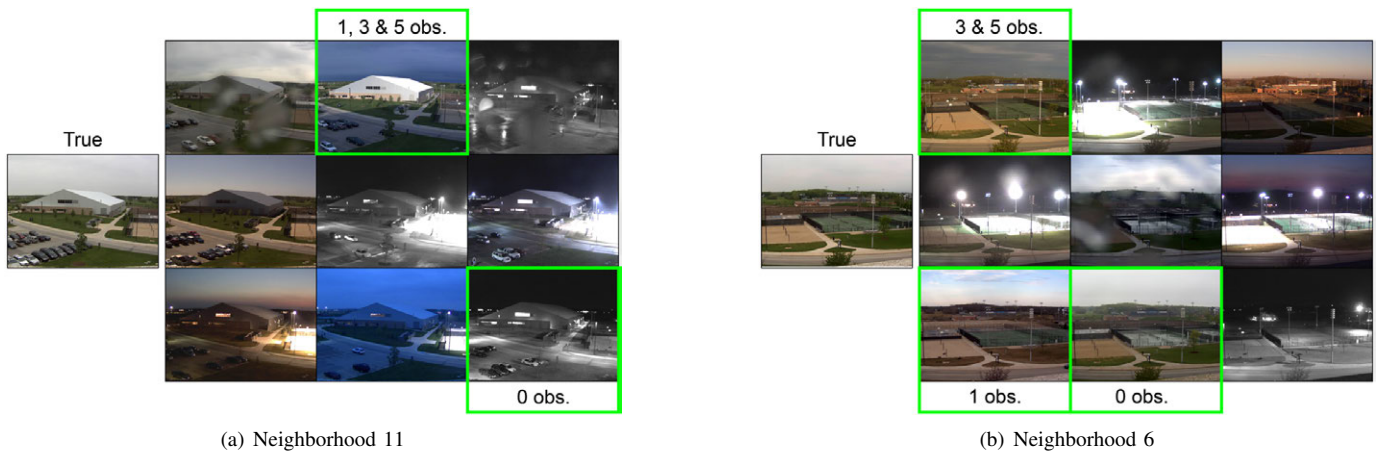 1, 3 & 5 obs.
True
0 obs.
(a) Neighborhood 11
3 & 5 obs.
True
1 obs.
0 obs.
(b) Neighborhood 6